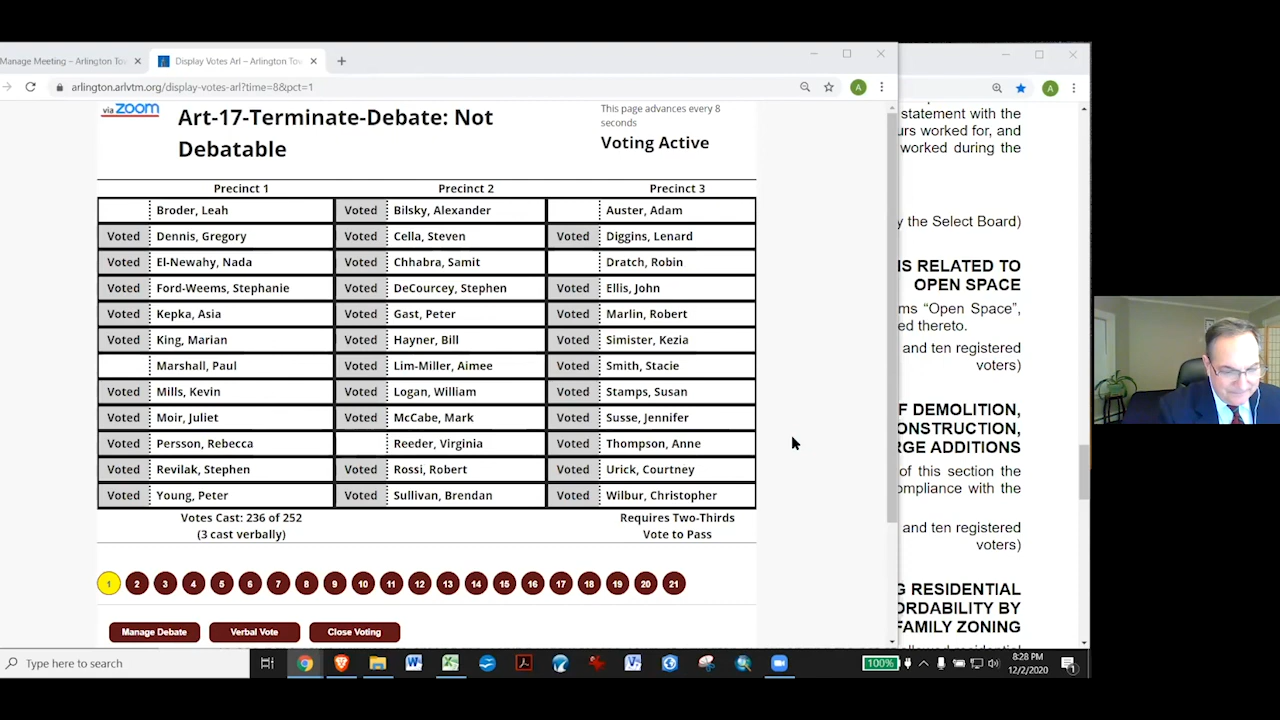 Manage Meeting – Arlington Tov
Display Votes Arl – Arlington Tow
arlington.arlvtm.org/display-votes-arl?time=8&pct=1
A
A
via zoom
Art-17-Terminate-Debate: Not
Debatable
This page advances every 8
seconds
Voting Active
Precinct 1 Precinct 2 Precinct 3
Broder, Leah Voted Bilsky, Alexander Auster, Adam
Voted Dennis, Gregory Voted Cella, Steven Voted Diggins, Lenard
Voted El-Newahy, Nada Voted Chhabra, Samit Dratch, Robin
Voted Ford-Weems, Stephanie Voted DeCourcey, Stephen Voted Ellis, John
Voted Kepka, Asia Voted Gast, Peter Voted Marlin, Robert
Voted King, Marian Voted Hayner, Bill Voted Simister, Kezia
Marshall, Paul Voted Lim-Miller, Aimee Voted Smith, Stacie
Voted Mills, Kevin Voted Logan, William Voted Stamps, Susan
Voted Moir, Juliet Voted McCabe, Mark Voted Susse, Jennifer
Voted Persson, Rebecca Reeder, Virginia Voted Thompson, Anne
Voted Revilak, Stephen Voted Rossi, Robert Voted Urick, Courtney
Voted Young, Peter Voted Sullivan, Brendan Voted Wilbur, Christopher
Votes Cast: 236 of 252
(3 cast verbally)
Requires Two-Thirds
Vote to Pass
1 2 3 4 5 6 7 8 9 10 11 12 13 14 15 16 17 18 19 20 21
Manage Debate Verbal Vote Close Voting
statement with the
urs worked for, and
worked during the
y the Select Board)
IS RELATED TO
OPEN SPACE
ms “Open Space”,
ed thereto.
and ten registered
voters)
F DEMOLITION,
ONSTRUCTION,
RGE ADDITIONS
of this section the
ompliance with the
and ten registered
voters)
G RESIDENTIAL
ORDABILITY BY
FAMILY ZONING
Type here to search
100%
8:28 PM
12/2/2020
1